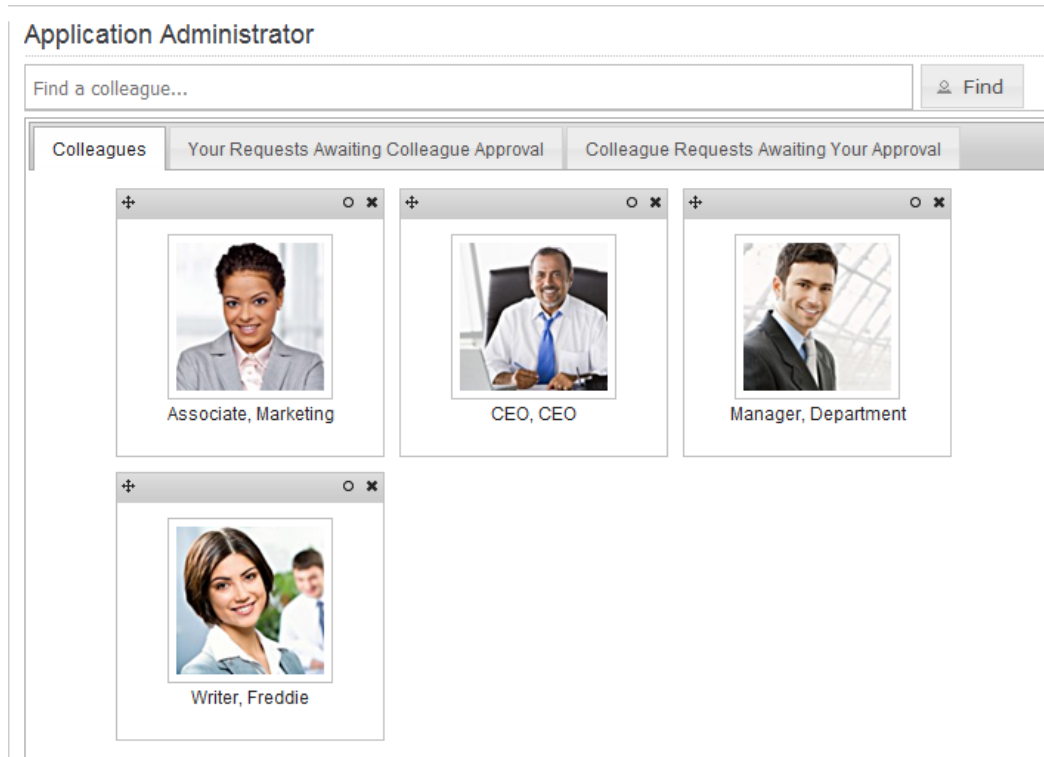 Application Administrator
Find a colleague...
Find
Colleagues
Your Requests Awaiting Colleague Approval
Colleague Requests Awaiting Your Approval
Associate, Marketing
CEO, CEO
Manager, Department
Writer, Freddie